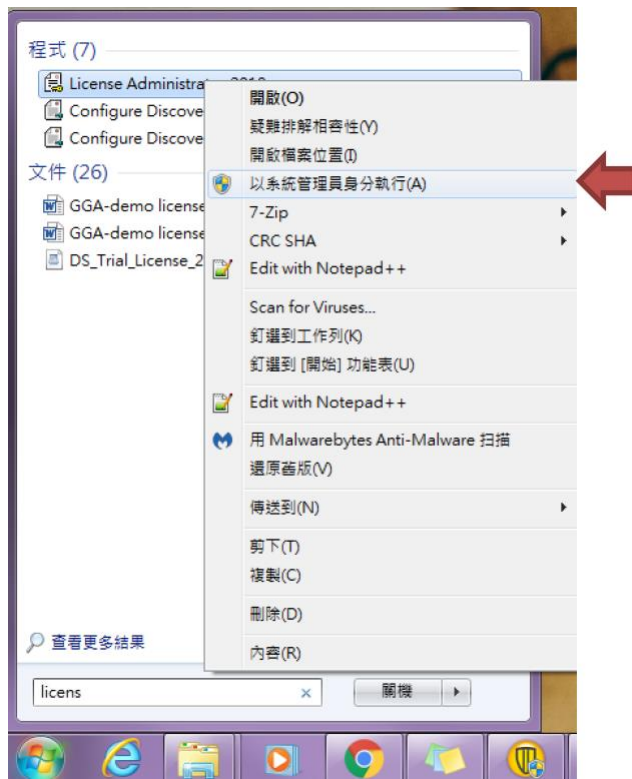 程式 (7)
License Administrator 2018
Configure Discove
Configure Discove
文件 (26)
GGA-demo license
GGA-demo license
DS_Trial_License_2
開啟(O)
疑難排解相容性(Y)
開啟檔案位置(I)
以系統管理員身分執行(A)
7-Zip
CRC SHA
Edit with Notepad++
Scan for Viruses...
釘選到工作列(K)
釘選到 [開始] 功能表(U)
Edit with Notepad++
用 Malwarebytes Anti-Malware 扫描
還原舊版(V)
傳送到(N)
剪下(T)
複製(C)
刪除(D)
內容(R)
查看更多結果
licens
關機